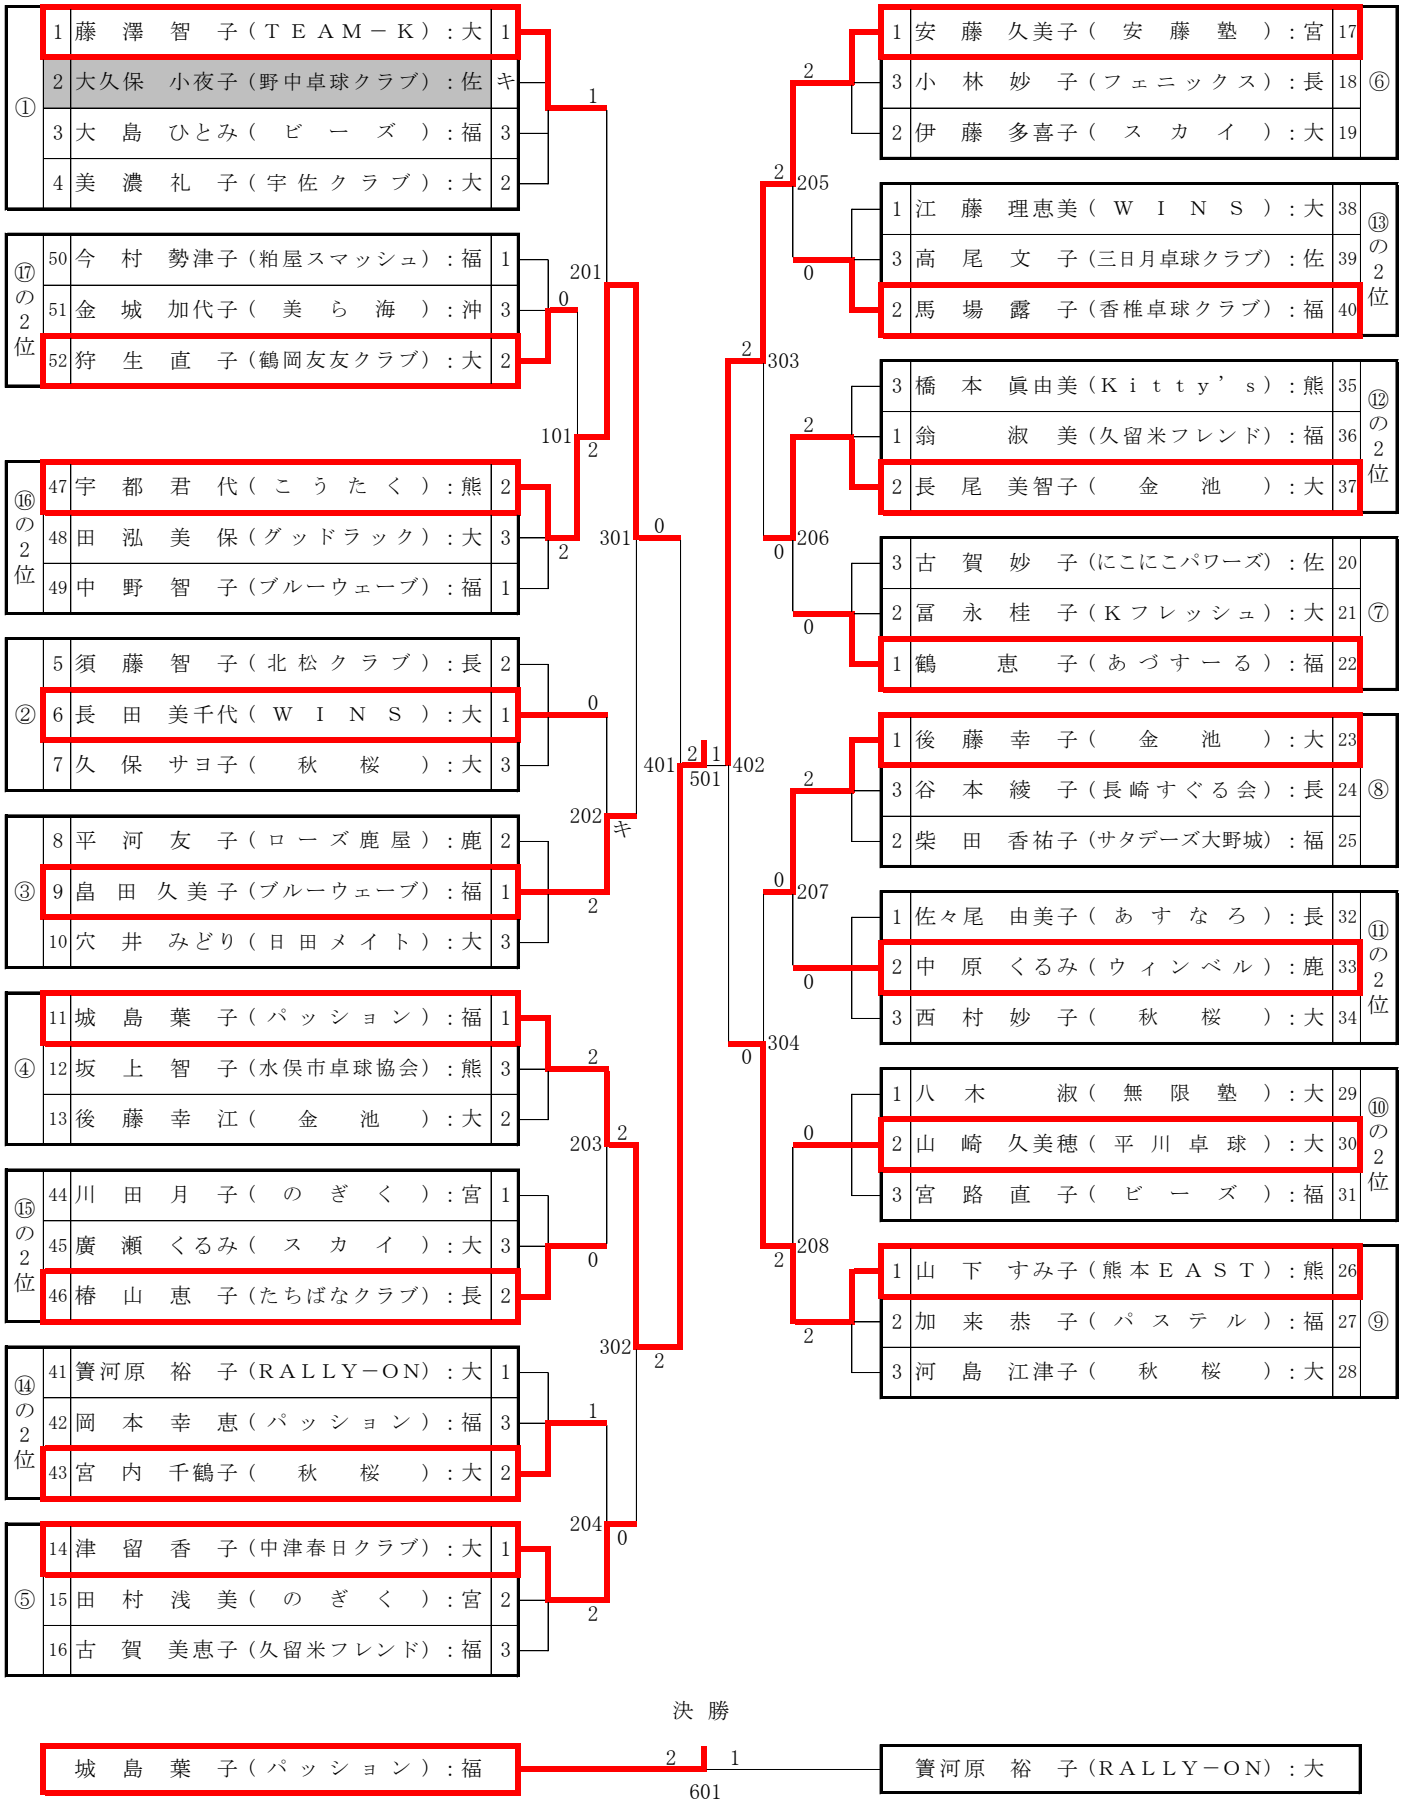 ① 1 藤澤智子(TEAM－K):大 1
2 大久保小夜子(野中卓球クラブ):佐 キ
3 大島ひとみ(ビーズ):福 3
4 美濃礼子(宇佐クラブ):大 2
⑰の2位 50 今村勢津子(粕屋スマッシュ):福 1
51 金城加代子(美ら海):沖 3
52 狩生直子(鶴岡友友クラブ):大 2
⑯の2位 47 宇都君代(こうたく):熊 2
48 田泓美保(グッドラック):大 3
49 中野智子(ブルーウェーブ):福 1
② 5 須藤智子(北松クラブ):長 2
6 長田美千代(WINS):大 1
7 久保サヨ子(秋桜):大 3
③ 8 平河友子(ローズ鹿屋):鹿 2
9 畠田久美子(ブルーウェーブ):福 1
10 穴井みどり(日田メイト):大 3
④ 11 城島葉子(パッション):福 1
12 坂上智子(水俣市卓球協会):熊 3
13 後藤幸江(金池):大 2
⑮の2位 44 川田月子(のぎく):宮 1
45 廣瀬くるみ(スカイ):大 3
46 椿山恵子(たちばなクラブ):長 2
⑭の2位 41 簀河原裕子(RALLY－ON):大 1
42 岡本幸恵(パッション):福 3
43 宮内千鶴子(秋桜):大 2
⑤ 14 津留香子(中津春日クラブ):大 1
15 田村浅美(のぎく):宮 2
16 古賀美恵子(久留米フレンド):福 3
1
201
0
101
2
2
301
0
0
202
キ
2
401
2
203
2
0
302
2
1
204
0
2
2 1
501
402
2
2
205
0
2
303
2
0
206
0
2
0
207
0
0
304
0
2
208
2
1 安藤久美子(安藤塾):宮 17 ⑥
3 小林妙子(フェニックス):長 18
2 伊藤多喜子(スカイ):大 19
1 江藤理恵美(WINS):大 38 ⑬の2位
3 高尾文子(三日月卓球クラブ):佐 39
2 馬場露子(香椎卓球クラブ):福 40
3 橋本眞由美(Kitty’s):熊 35 ⑫の2位
1 翁淑美(久留米フレンド):福 36
2 長尾美智子(金池):大 37
3 古賀妙子(にこにこパワーズ):佐 20 ⑦
2 冨永桂子(Kフレッシュ):大 21
1 鶴恵子(あづすーる):福 22
1 後藤幸子(金池):大 23 ⑧
3 谷本綾子(長崎すぐる会):長 24
2 柴田香祐子(サタデーズ大野城):福 25
1 佐々尾由美子(あすなろ):長 32 ⑪の2位
2 中原くるみ(ウィンベル):鹿 33
3 西村妙子(秋桜):大 34
1 八木淑(無限塾):大 29 ⑩の2位
2 山崎久美穂(平川卓球):大 30
3 宮路直子(ビーズ):福 31
1 山下すみ子(熊本EAST):熊 26 ⑨
2 加来恭子(パステル):福 27
3 河島江津子(秋桜):大 28
決勝
城島葉子(パッション):福 2 1 簀河原裕子(RALLY－ON):大
601